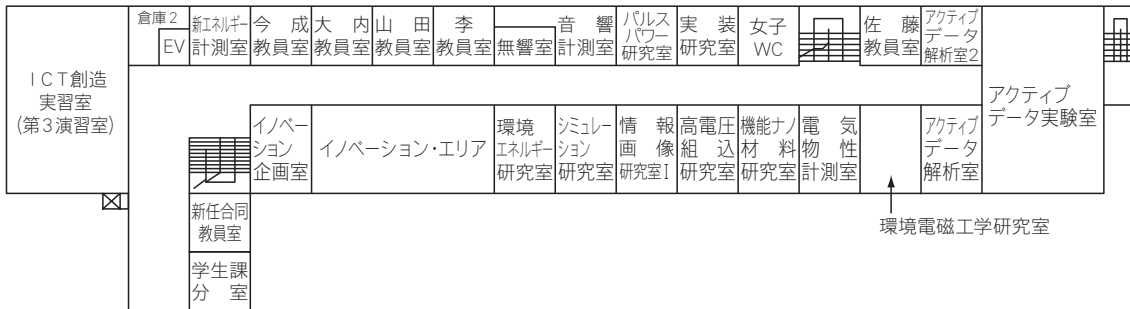 ICT創造
実習室
(第3演習室)
倉庫2
EV
新エネルギー
計測室
今成
教員室
大内
教員室
山田
教員室
李
教員室
無響室
音響
計測室
パルス
パワー
研究室
実装
研究室
女子
WC
佐藤
教員室
アクティブ
データ
解析室2
アクティブ
データ実験室
イノベー
ション
企画室
イノベーション・エリア
環境
エネルギー
研究室
シミュレー
ション
研究室
情報
画像
研究室I
高電圧
組込
研究室
機能ナノ
材料
研究室
電気
物性
計測室
アクティブ
データ
解析室
環境電磁工学研究室
新任合同
教員室
学生課
分室